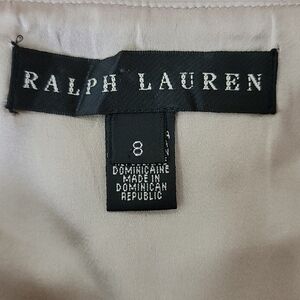 RALPH LAUREN
8
DOMINICAINE
MADE IN
DOMINICAN
REPUBLIC